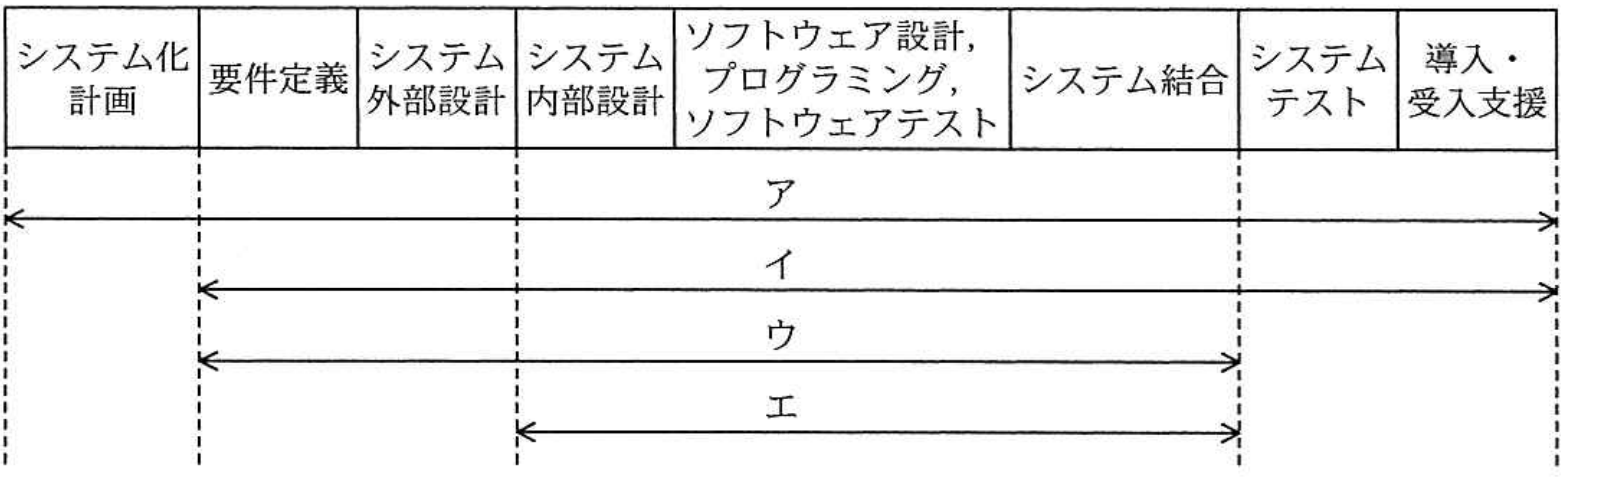 システム化
計画
要件定義
システム
外部設計
システム
内部設計
ソフトウェア設計,
プログラミング,
ソフトウェアテスト
システム結合
システム
テスト
導入・
受入支援
ア
イ
ウ
エ